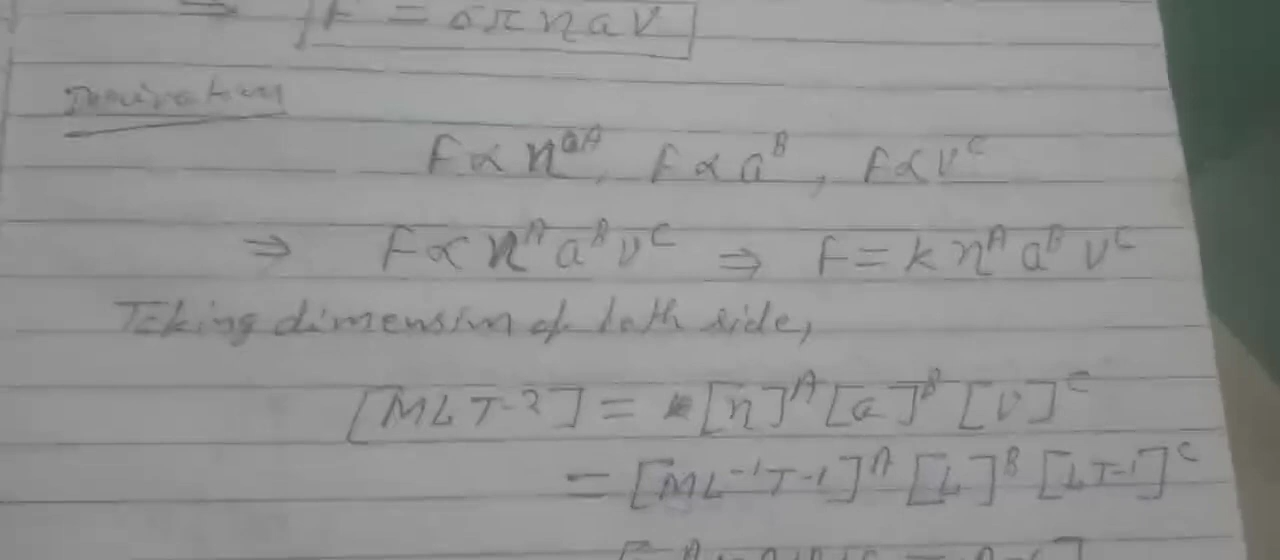 ⇒ F = 6πηav
Derivation
F ∝ η^A, F ∝ a^B, F ∝ v^C
⇒ F ∝ η^A a^B v^C ⇒ F = k η^A a^B v^C
Taking dimension of both side,
[MLT-2] = [η]^A [a]^B [v]^C
= [ML^-1T-1]^A [L]^B [LT-1]^C